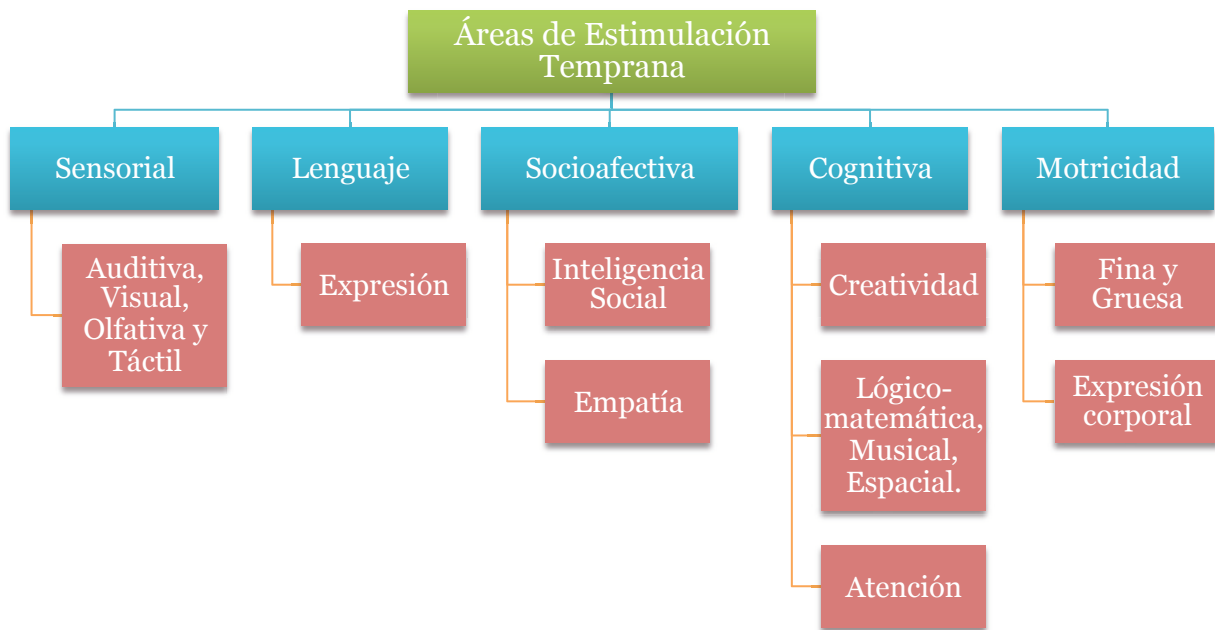 Áreas de Estimulación
Temprana
Sensorial
Lenguaje
Socioafectiva
Cognitiva
Motricidad
Auditiva,
Visual,
Olfativa y
Táctil
Expresión
Inteligencia
Social
Empatía
Creatividad
Lógico-
matemática,
Musical,
Espacial.
Atención
Fina y
Gruesa
Expresión
corporal